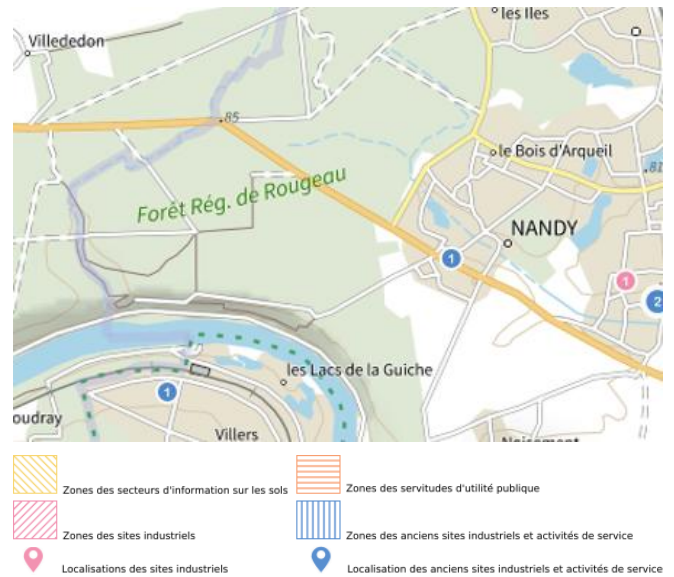 les Iles
Villededon
85
le Bois d'Arqueil
81
Forêt Rég. de Rougeau
NANDY
1
1
2
les Lacs de la Guiche
1
oudray
Villers
Zones des secteurs d'information sur les sols
Zones des servitudes d'utilité publique
Zones des sites industriels
Zones des anciens sites industriels et activités de service
Localisations des sites industriels
Localisation des anciens sites industriels et activités de service